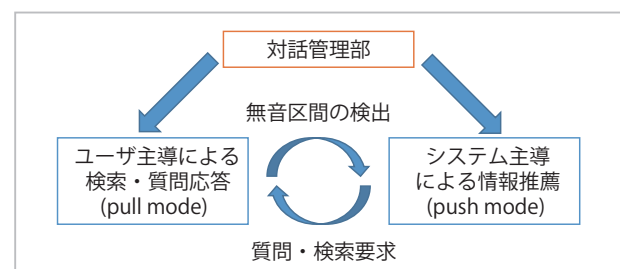 対話管理部
無音区間の検出
ユーザ主導による
検索・質問応答
(pull mode)
システム主導
による情報推薦
(push mode)
質問・検索要求